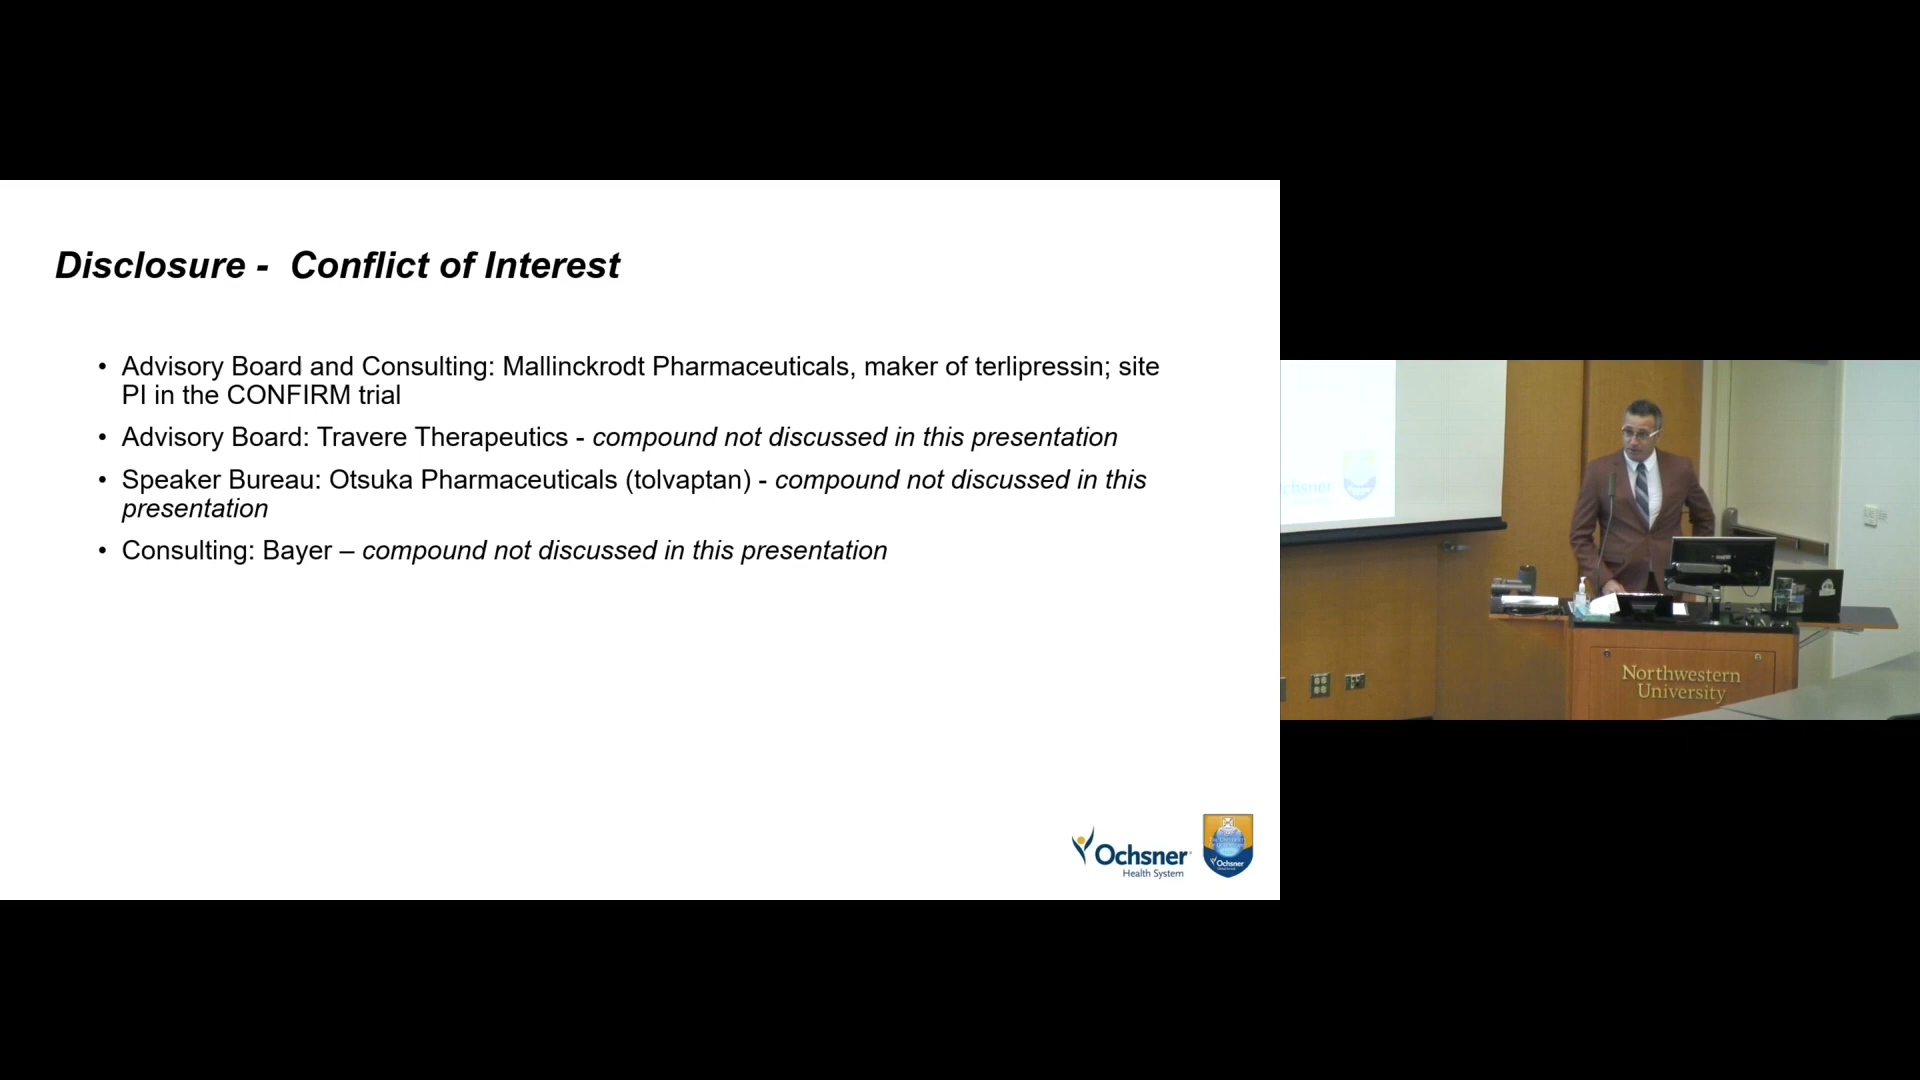 Disclosure - Conflict of Interest
• Advisory Board and Consulting: Mallinckrodt Pharmaceuticals, maker of terlipressin; site
PI in the CONFIRM trial
• Advisory Board: Travere Therapeutics - compound not discussed in this presentation
• Speaker Bureau: Otsuka Pharmaceuticals (tolvaptan) - compound not discussed in this
presentation
• Consulting: Bayer – compound not discussed in this presentation
Ochsner
Health System
Ochsner
chsner
Northwestern
University